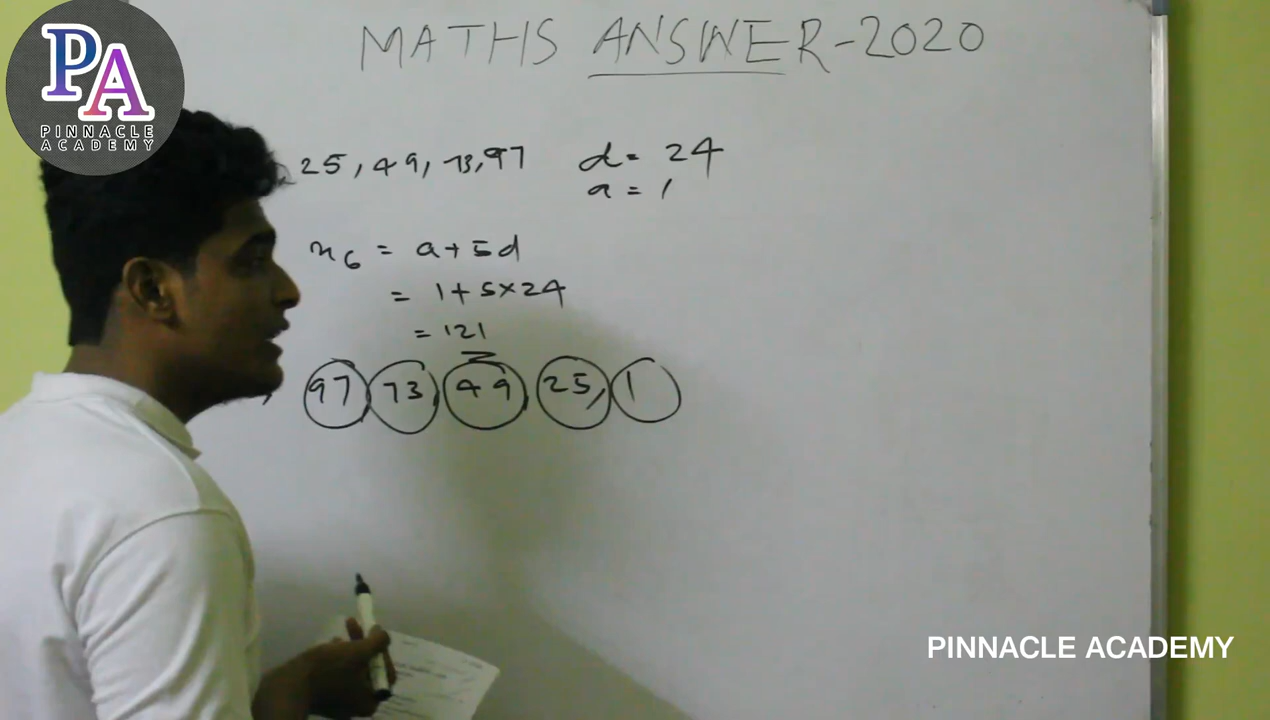 PA
PINNACLE
ACADEMY
MATHS ANSWER-2020
25, 49, 73, 97 d = 24
a = 1
x6 = a+5d
= 1+5×24
= 121
97 73 49 25, 1
PINNACLE ACADEMY